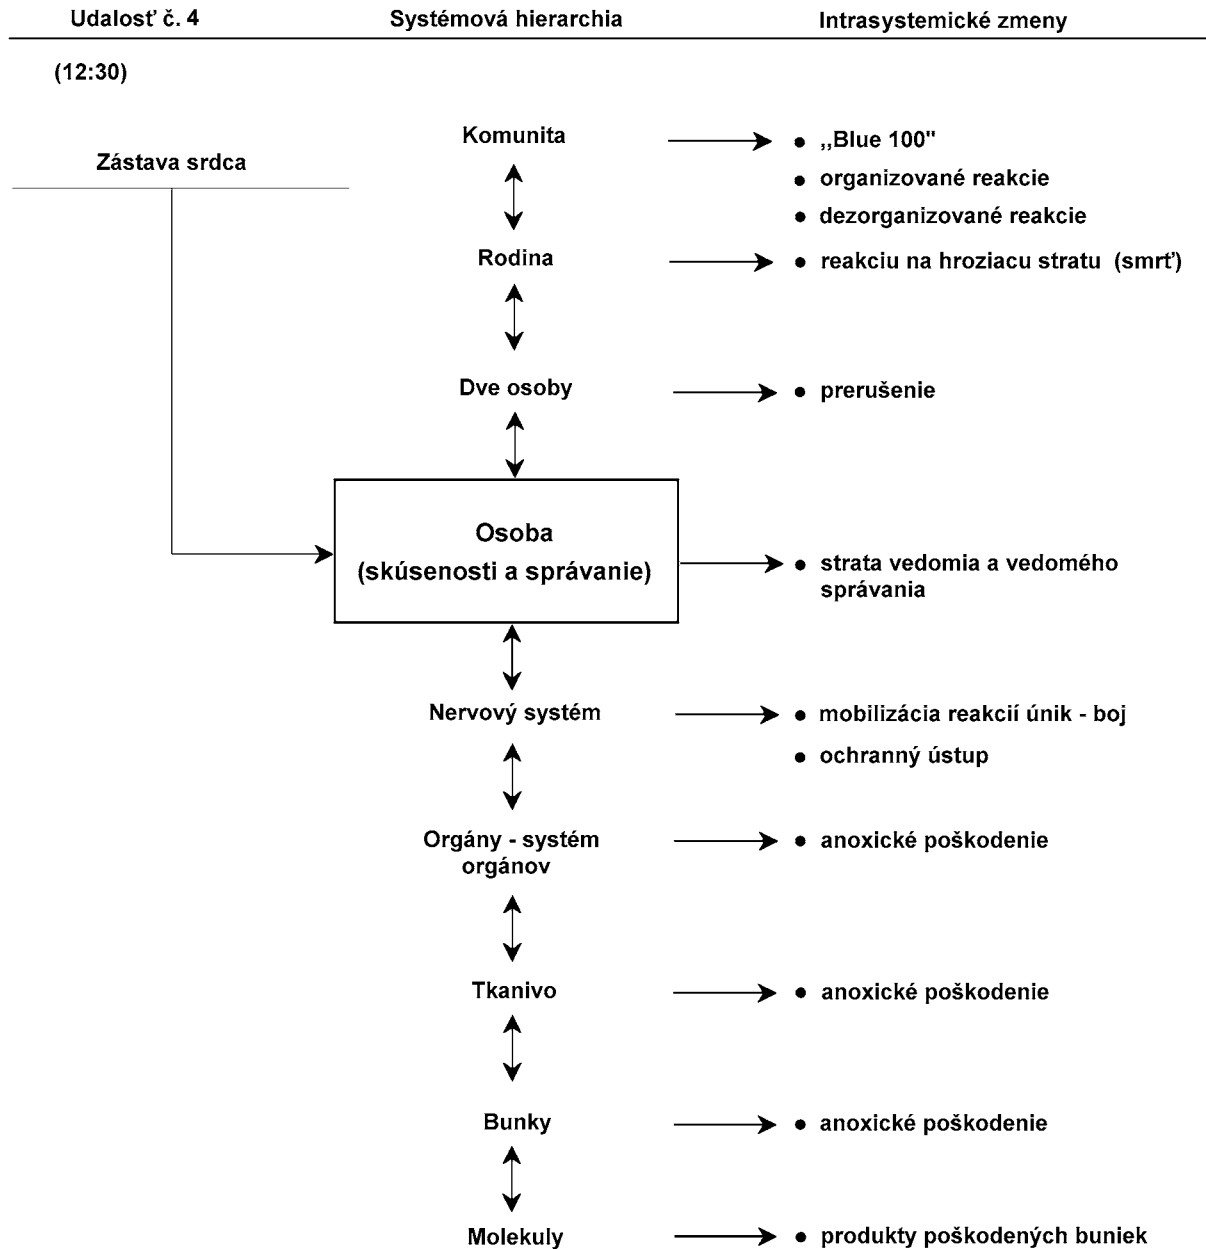 Udalosť č. 4
Systémová hierarchia
Intrasystemické zmeny
(12:30)
Zástava srdca
Komunita
● ,,Blue 100"
● organizované reakcie
● dezorganizované reakcie
Rodina
● reakciu na hroziacu stratu (smrť)
Dve osoby
● prerušenie
Osoba
(skúsenosti a správanie)
● strata vedomia a vedomého
správania
Nervový systém
● mobilizácia reakcií únik - boj
● ochranný ústup
Orgány - systém
orgánov
● anoxické poškodenie
Tkanivo
● anoxické poškodenie
Bunky
● anoxické poškodenie
Molekuly
● produkty poškodených buniek